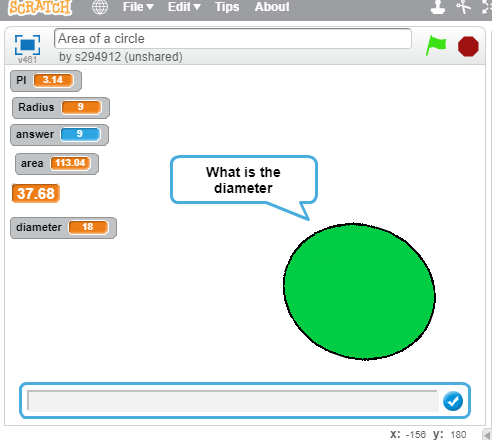 SCRATCH File Edit Tips About
Area of a circle
v461 by s294912 (unshared)
PI 3.14
Radius 9
answer 9
area 113.04
37.68
diameter 18
What is the
diameter
x: -156 y: 180